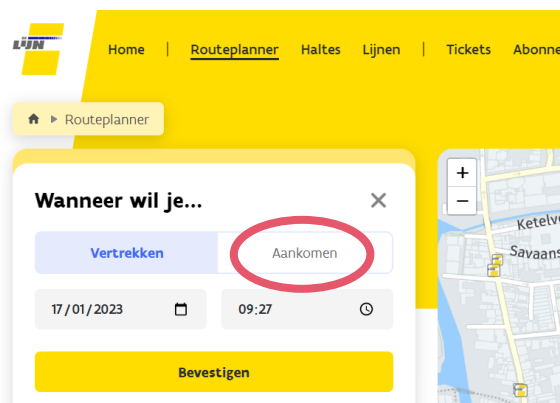 DE LIJN
Home | Routeplanner Haltes Lijnen | Tickets Abonne
Routeplanner
Wanneer wil je...
Vertrekken Aankomen
17/01/2023 09:27
Bevestigen
+
−
Ketelv
Savaans